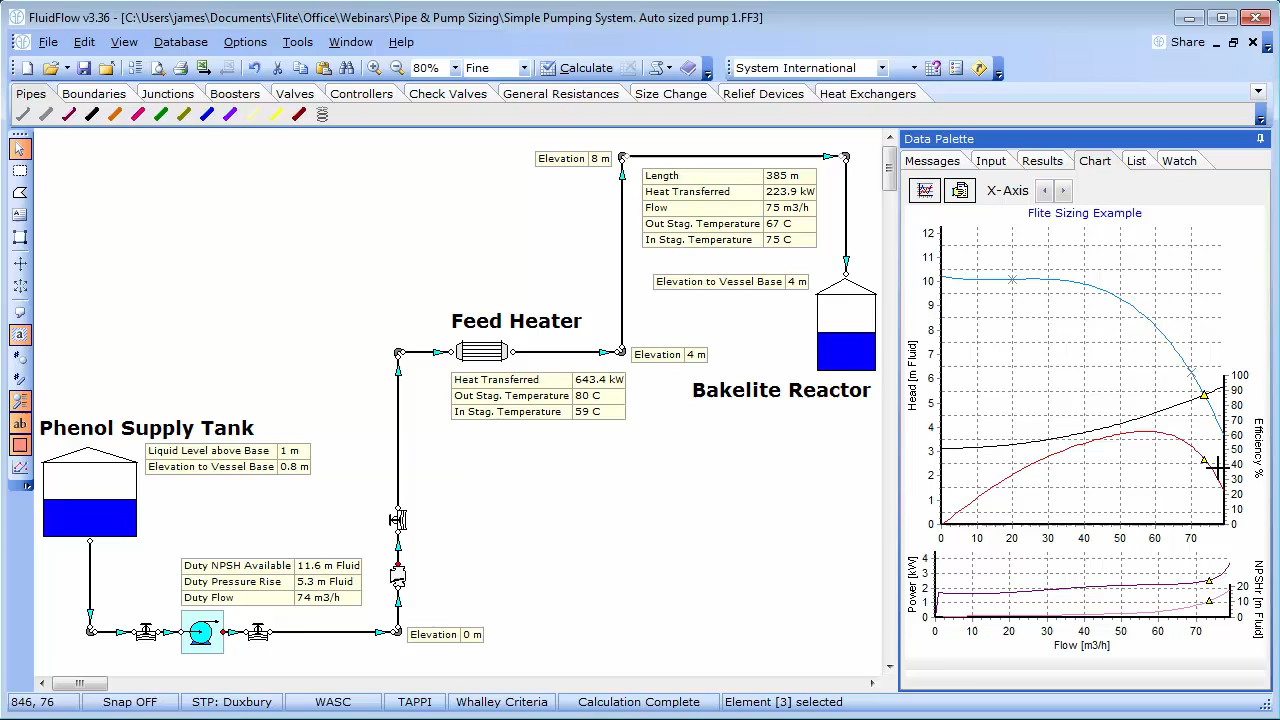 FluidFlow v3.36 - [C:\Users\james\Documents\Flite\Office\Webinars\Pipe & Pump Sizing\Simple Pumping System. Auto sized pipmp 1.FF3]
File Edit View Database Options Tools Window Help Share
80% Fine Calculate System International
Pipes Boundaries Junctions Boosters Valves Controllers Check Valves General Resistances Size Change Relief Devices Heat Exchangers
Data Palette
Messages Input Results Chart List Watch
X-Axis
Flite Sizing Example
Elevation 8 m
Length 385 m
Heat Transferred 223.9 kW
Flow 75 m3/h
Out Stag. Temperature 67 C
In Stag. Temperature 75 C
Elevation to Vessel Base 4 m
Feed Heater
Elevation 4 m
Heat Transferred 643.4 kW
Out Stag. Temperature 80 C
In Stag. Temperature 59 C
Bakelite Reactor
Phenol Supply Tank
Liquid Level above Base 1 m
Elevation to Vessel Base 0.8 m
Duty NPSH Available 11.6 m Fluid
Duty Pressure Rise 5.3 m Fluid
Duty Flow 74 m3/h
Elevation 0 m
Head [m Fluid]
12
11
10
9
8
7
6
5
4
3
2
1
0
100
90
80
70
60
50
40
30
20
10
0
Efficiency %
0 10 20 30 40 50 60 70
Power [kW]
4
3
2
1
0
20
10
0
NPSHr [m Fluid]
0 10 20 30 40 50 60 70
Flow [m3/h]
846, 76 Snap OFF STP: Duxbury WASC TAPPI Whalley Criteria Calculation Complete Element [3] selected